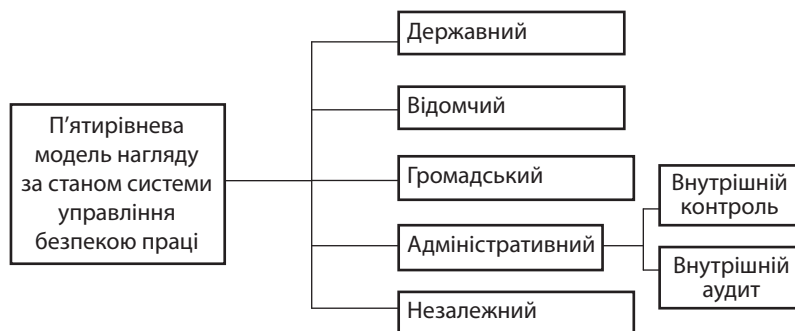 П’ятирівнева
модель нагляду
за станом системи
управління
безпекою праці
Державний
Відомчий
Громадський
Адміністративний
Незалежний
Внутрішній
контроль
Внутрішній
аудит